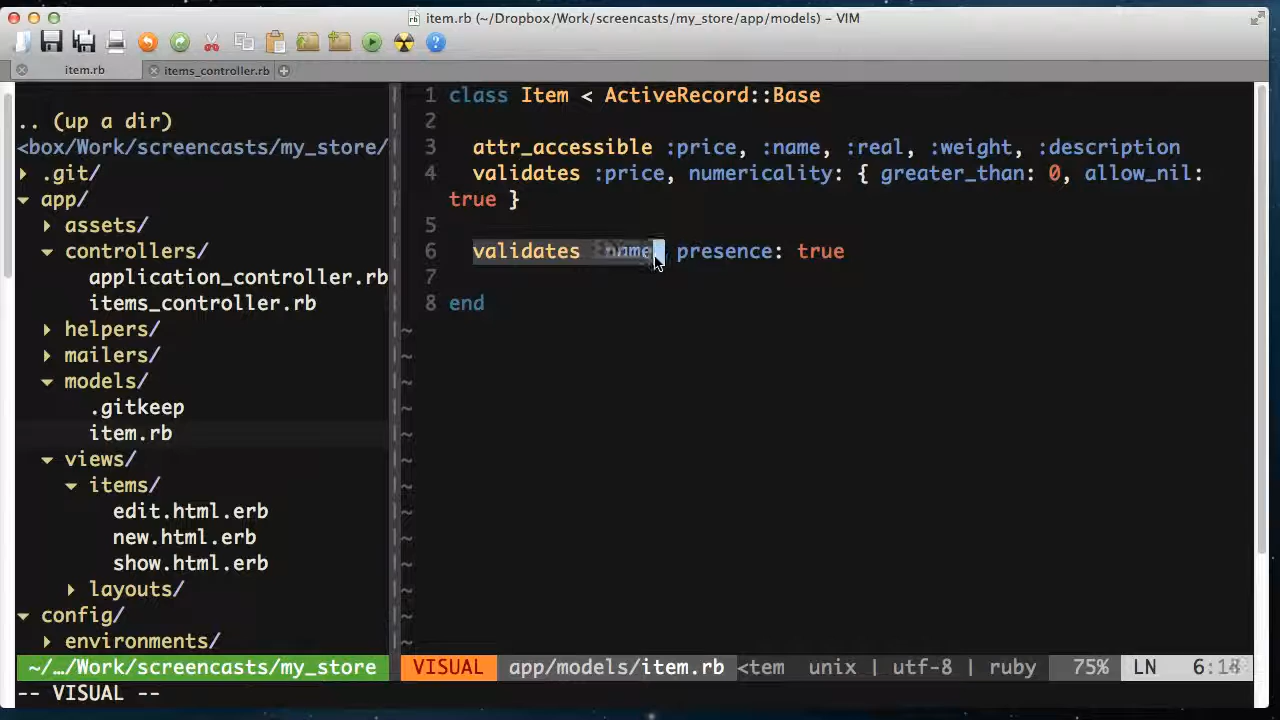 item.rb (~/Dropbox/Work/screencasts/my_store/app/models) – VIM
item.rb
items_controller.rb
.. (up a dir)
<box/Work/screencasts/my_store/
.git/
app/
assets/
controllers/
application_controller.rb
items_controller.rb
helpers/
mailers/
models/
.gitkeep
item.rb
views/
items/
edit.html.erb
new.html.erb
show.html.erb
layouts/
config/
environments/
~/…/Work/screencasts/my_store
1 class Item < ActiveRecord::Base
2
3 attr_accessible :price, :name, :real, :weight, :description
4 validates :price, numericality: { greater_than: 0, allow_nil:
true }
5
6 validates :name, presence: true
7
8 end
~
~
~
~
~
~
~
~
~
~
~
~
~
VISUAL app/models/item.rb <tem unix | utf-8 | ruby 75% LN 6:
-- VISUAL --